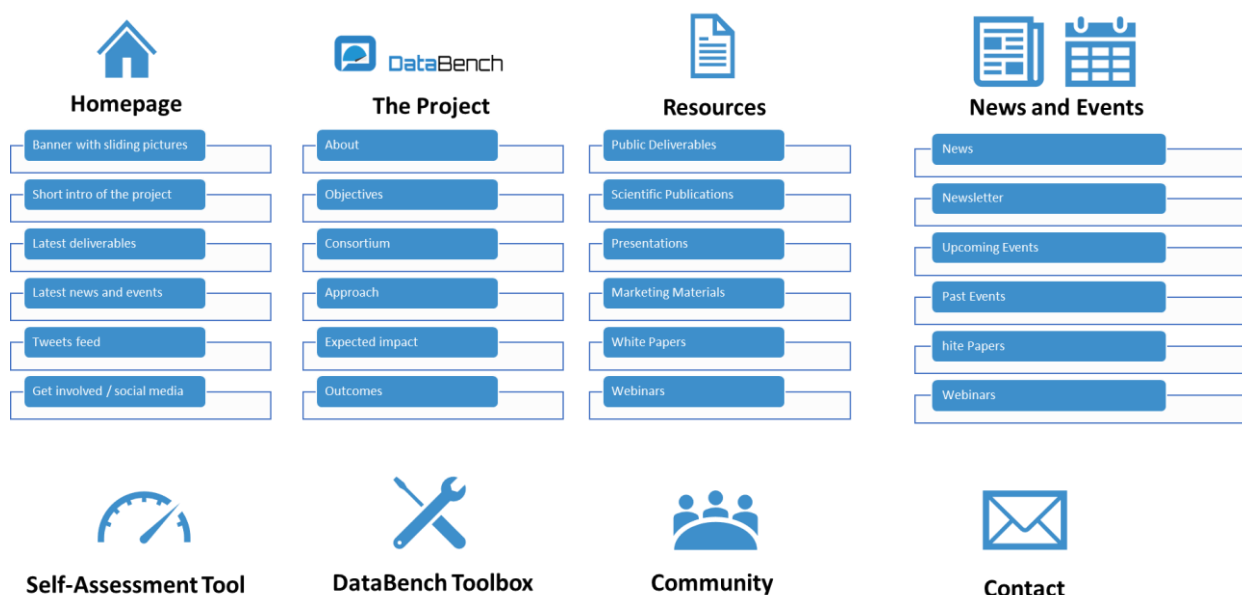 DataBench
Homepage
The Project
Resources
News and Events
Banner with sliding pictures
Short intro of the project
Latest deliverables
Latest news and events
Tweets feed
Get involved / social media
About
Objectives
Consortium
Approach
Expected impact
Outcomes
Public Deliverables
Scientific Publications
Presentations
Marketing Materials
White Papers
Webinars
News
Newsletter
Upcoming Events
Past Events
hite Papers
Webinars
Self-Assessment Tool
DataBench Toolbox
Community
Contact